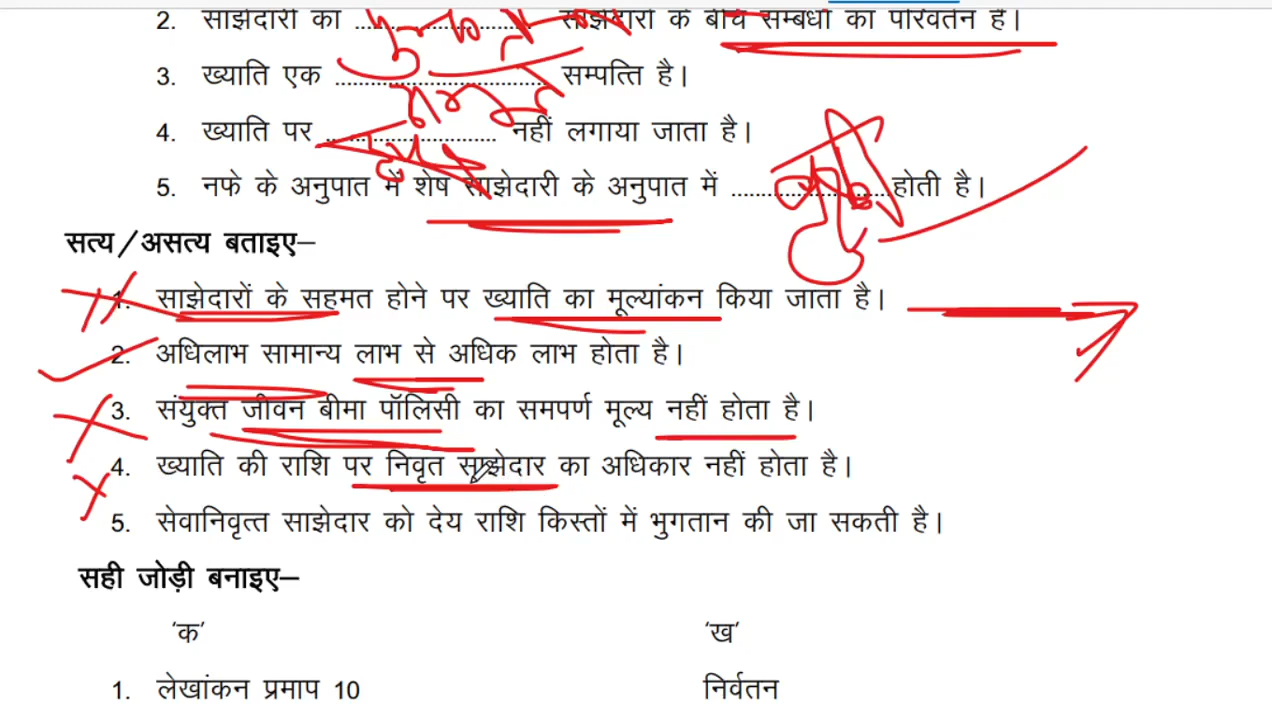 2. साझेदारी का ........ साझेदारों के बीच सम्बंधों का परिवर्तन है।
3. ख्याति एक ................................ सम्पत्ति है।
4. ख्याति पर ............................ नहीं लगाया जाता है।
5. नफे के अनुपात में शेष साझेदारी के अनुपात में ........................ होती है।
सत्य/असत्य बताइए–
1. साझेदारों के सहमत होने पर ख्याति का मूल्यांकन किया जाता है।
2. अधिलाभ सामान्य लाभ से अधिक लाभ होता है।
3. संयुक्त जीवन बीमा पॉलिसी का समपर्ण मूल्य नहीं होता है।
4. ख्याति की राशि पर निवृत साझेदार का अधिकार नहीं होता है।
5. सेवानिवृत्त साझेदार को देय राशि किस्तों में भुगतान की जा सकती है।
सही जोड़ी बनाइए–
'क' 'ख'
1. लेखांकन प्रमाप 10 निर्वतन